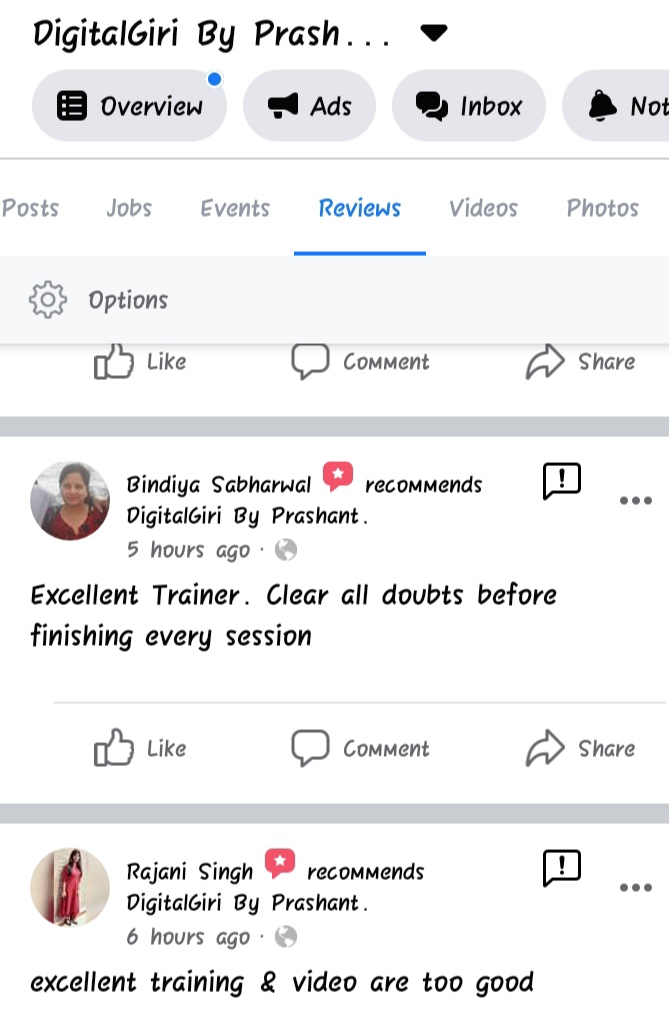 DigitalGiri By Prash...
Overview Ads Inbox Not
Posts Jobs Events Reviews Videos Photos
Options
Like Comment Share
Bindiya Sabharwal recommends
DigitalGiri By Prashant.
5 hours ago ·
Excellent Trainer. Clear all doubts before
finishing every session
Like Comment Share
Rajani Singh recommends
DigitalGiri By Prashant.
6 hours ago ·
excellent training & video are too good